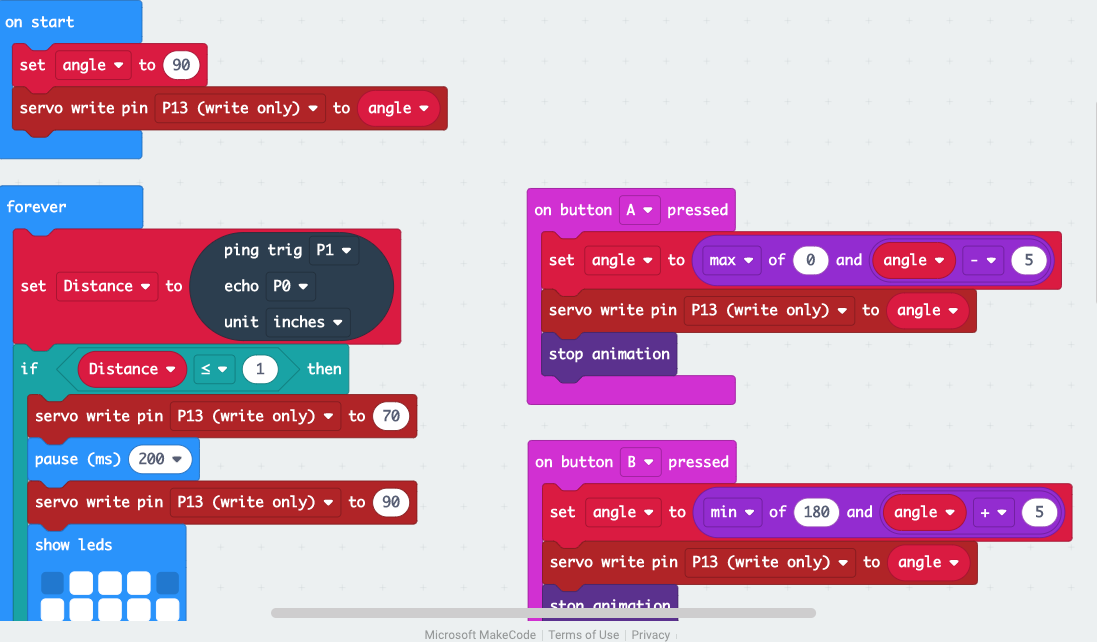 on start
set angle to 90
servo write pin P13 (write only) to angle
forever
set Distance to ping trig P1
echo P0
unit inches
if Distance ≤ 1 then
servo write pin P13 (write only) to 70
pause (ms) 200
servo write pin P13 (write only) to 90
show leds
on button A pressed
set angle to max of 0 and angle - 5
servo write pin P13 (write only) to angle
stop animation
on button B pressed
set angle to min of 180 and angle + 5
servo write pin P13 (write only) to angle
stop animation
Microsoft MakeCode | Terms of Use | Privacy